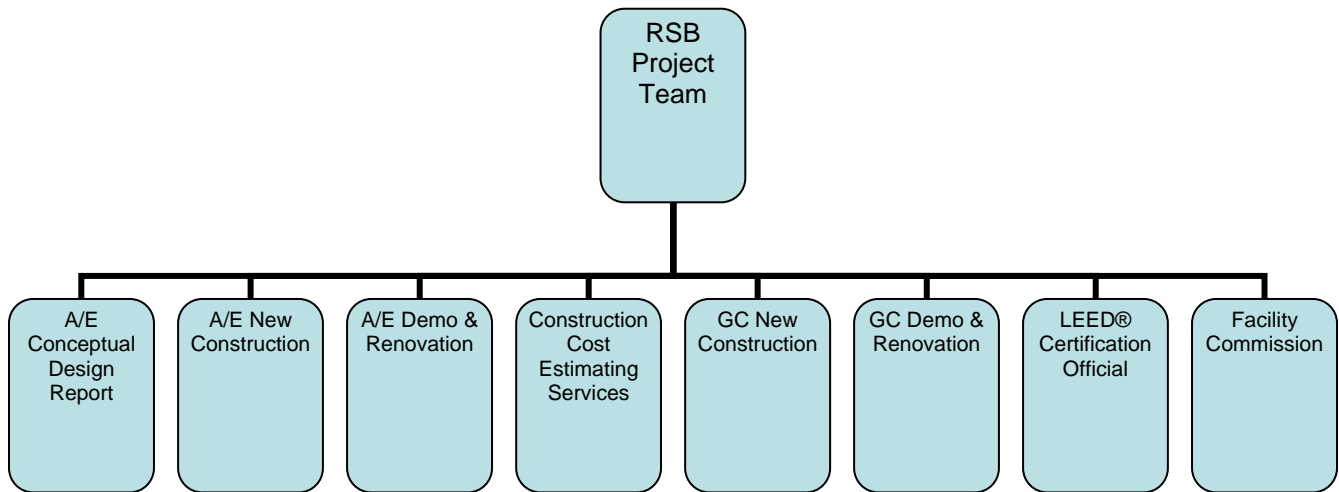 RSB
Project
Team
A/E
Conceptual
Design
Report
A/E New
Construction
A/E Demo &
Renovation
Construction
Cost
Estimating
Services
GC New
Construction
GC Demo &
Renovation
LEED®
Certification
Official
Facility
Commission